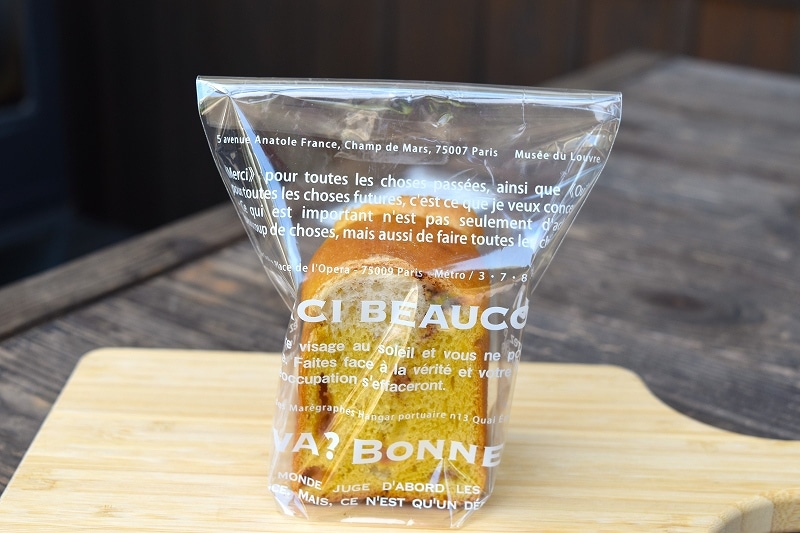 5 avenue Anatole France, Champ de Mars, 75007 Paris Musée du Louvre
Merci》 pour toutes les choses passées, ainsi que
pour toutes les choses futures, c'est ce que je veux
qui est important n'est pas seulement
de choses, mais aussi de faire toutes les
Place de l'Opera - 75009 Paris - Métro / 3・7・8
CI BEAUCO
visage au soleil et vous ne
Faites face à la vérité et
s'effaceront.
Marégraphes Hangar portuaire n13 Quai
VA? BONNE
MONDE JUGE D'ABORD LES
CE, MAIS, CE N'EST QU'UN DÉ